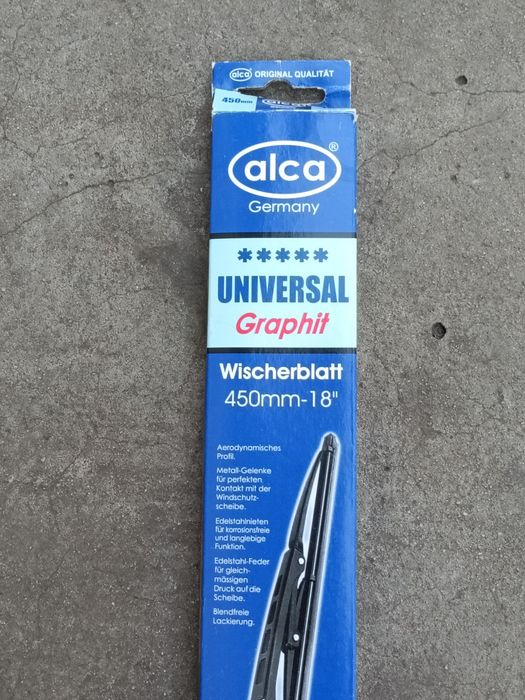 alca ORIGINAL QUALITÄT
450mm
alca®
Germany
*****
UNIVERSAL
Graphit
Wischerblatt
450mm-18"
Aerodynamisches
Profil.
Metall-Gelenke
für perfekten
Kontakt mit der
Windschutz-
scheibe.
Edelstahlnieten
für korrosionsfreie
und langlebige
Funktion.
Edelstahl-Feder
für gleich-
mässigen
Druck auf die
Scheibe.
Blendfreie
Lackierung.